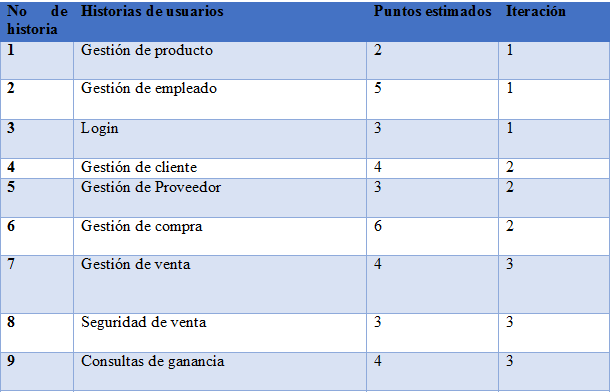 No de historia Historias de usuarios Puntos estimados Iteración
1 Gestión de producto 2 1
2 Gestión de empleado 5 1
3 Login 3 1
4 Gestión de cliente 4 2
5 Gestión de Proveedor 3 2
6 Gestión de compra 6 2
7 Gestión de venta 4 3
8 Seguridad de venta 3 3
9 Consultas de ganancia 4 3